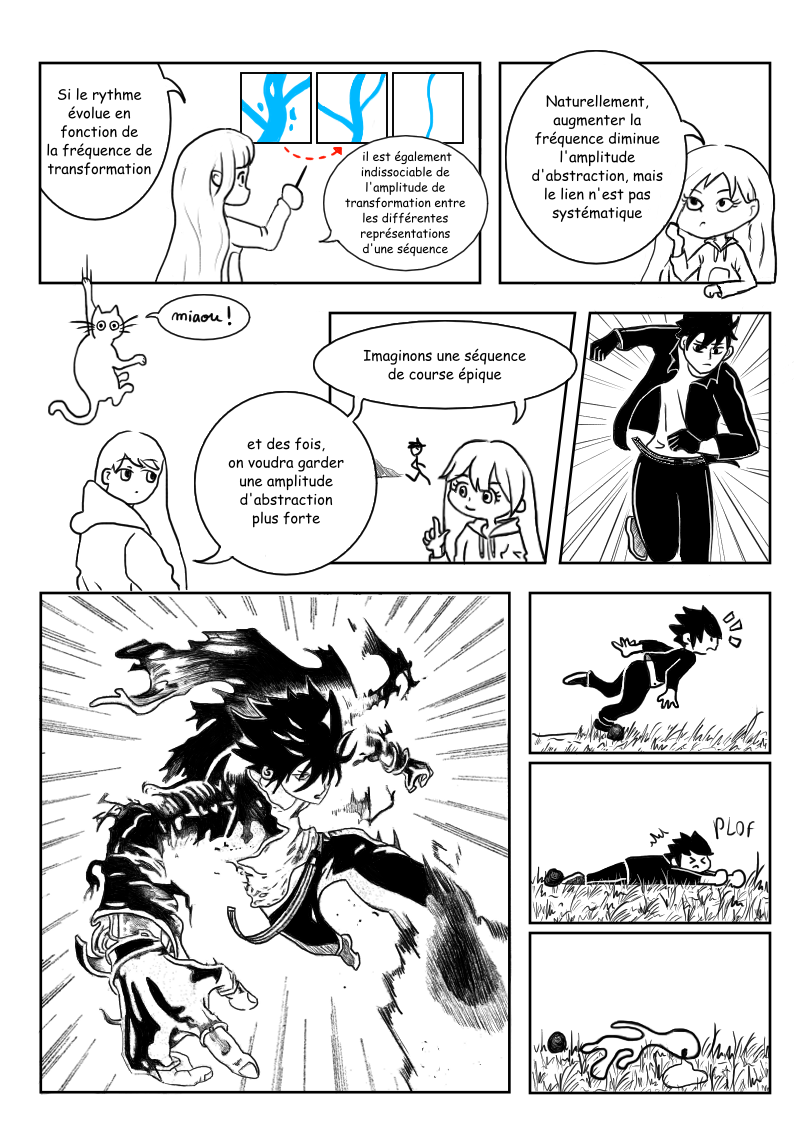 Si le rythme
évolue en
fonction de
la fréquence de
transformation
il est également
indissociable de
l'amplitude de
transformation entre
les différentes
représentations
d'une séquence
Naturellement,
augmenter la
fréquence diminue
l'amplitude
d'abstraction, mais
le lien n'est pas
systématique
miaou !
Imaginons une séquence
de course épique
et des fois,
on voudra garder
une amplitude
d'abstraction
plus forte
PLOF